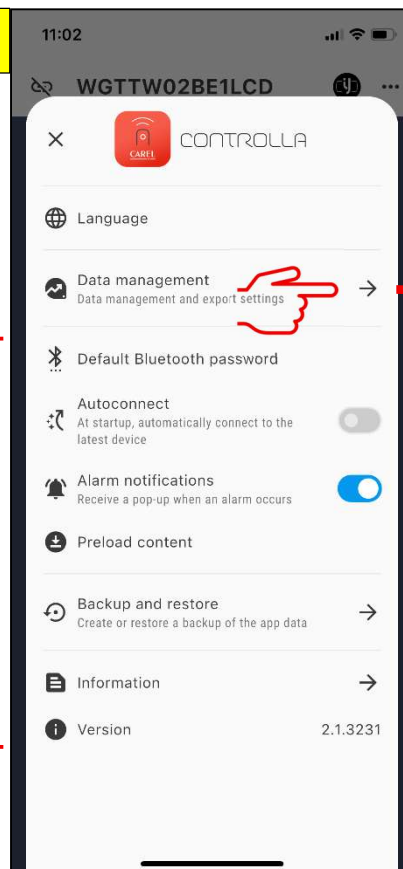 11:02
WGTTW02BE1LCD
CAREL
CONTROLLA
Language
Data management
Data management and export settings
Default Bluetooth password
Autoconnect
At startup, automatically connect to the
latest device
Alarm notifications
Receive a pop-up when an alarm occurs
Preload content
Backup and restore
Create or restore a backup of the app data
Information
Version
2.1.3231